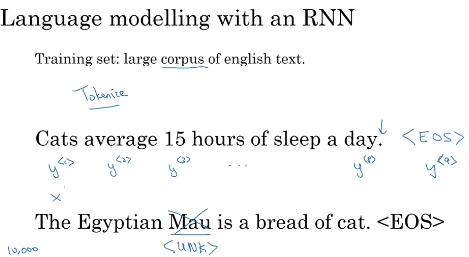 Language modelling with an RNN
Training set: large corpus of english text.
Tokenize
Cats average 15 hours of sleep a day. <EOS>
y<1> y<2> y<3> ... y<8> y<9>
x
The Egyptian Mau is a bread of cat. <EOS>
10,000 <UNK>